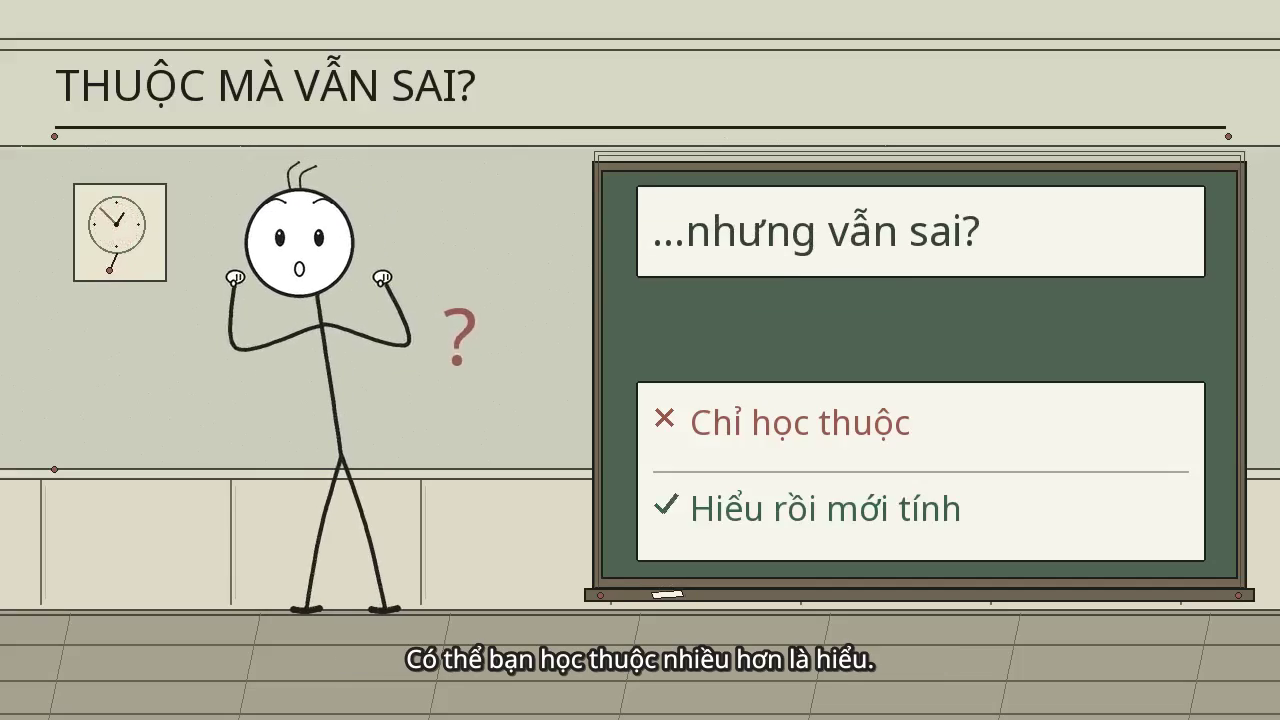 THUỘC MÀ VẪN SAI?
...nhưng vẫn sai?
?
× Chỉ học thuộc
✓ Hiểu rồi mới tính
Có thể bạn học thuộc nhiều hơn là hiểu.